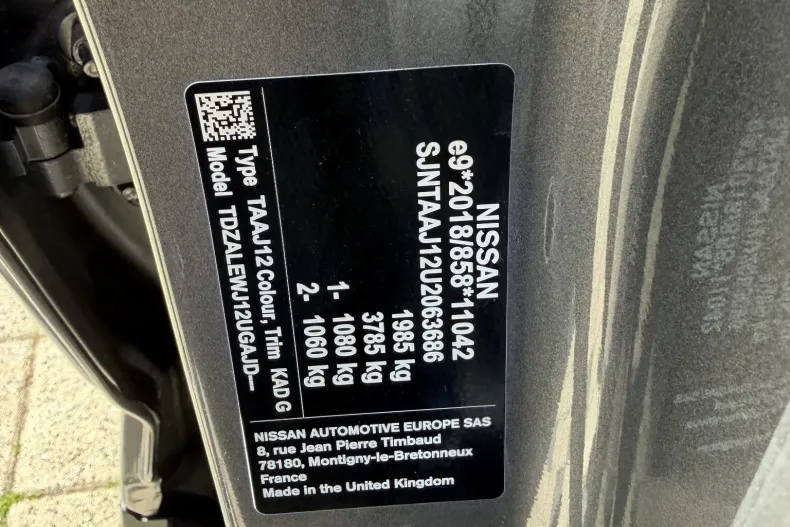 NISSAN
e9*2018/858*11042
SJNTAAJ12U2063686
1985 kg
3785 kg
1- 1080 kg
2- 1060 kg
Type TAAJ12 Colour, Trim KAD G
Model TDZALEWJ12UGAJD—
NISSAN AUTOMOTIVE EUROPE SAS
8, rue Jean Pierre Timbaud
78180, Montigny-le-Bretonneux
France
Made in the United Kingdom